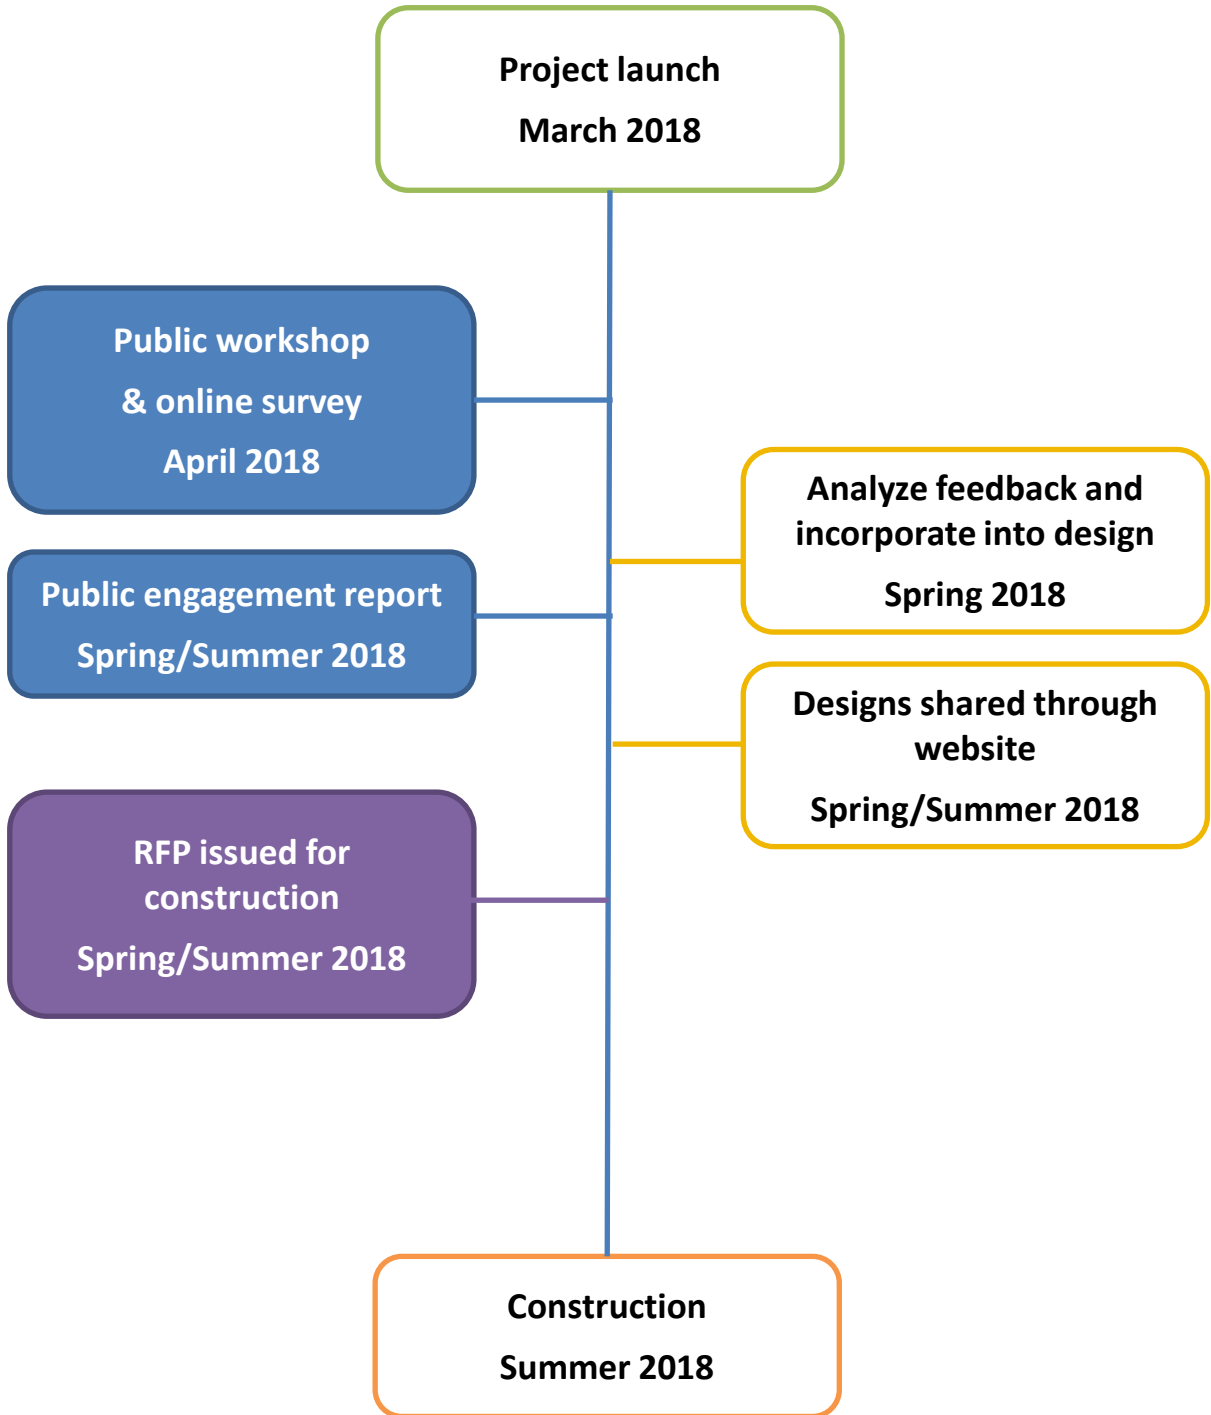 Project launch
March 2018
Public workshop
& online survey
April 2018
Analyze feedback and
incorporate into design
Spring 2018
Public engagement report
Spring/Summer 2018
Designs shared through
website
Spring/Summer 2018
RFP issued for
construction
Spring/Summer 2018
Construction
Summer 2018